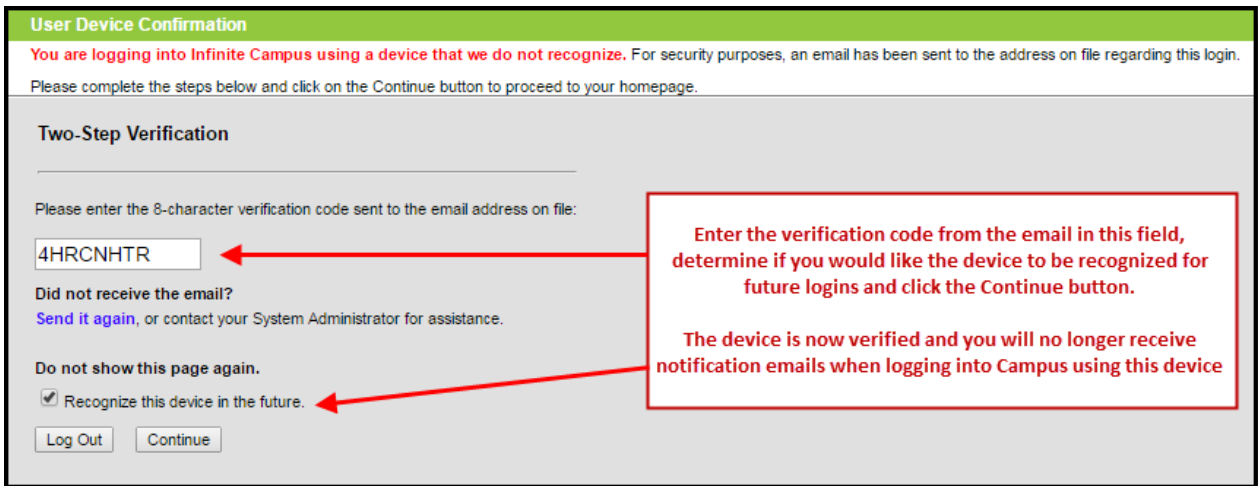 User Device Confirmation
You are logging into Infinite Campus using a device that we do not recognize. For security purposes, an email has been sent to the address on file regarding this login.
Please complete the steps below and click on the Continue button to proceed to your homepage.
Two-Step Verification
Please enter the 8-character verification code sent to the email address on file:
4HRCNHTR
Did not receive the email?
Send it again, or contact your System Administrator for assistance.
Do not show this page again.
Recognize this device in the future.
Log Out Continue
Enter the verification code from the email in this field,
determine if you would like the device to be recognized for
future logins and click the Continue button.
The device is now verified and you will no longer receive
notification emails when logging into Campus using this device